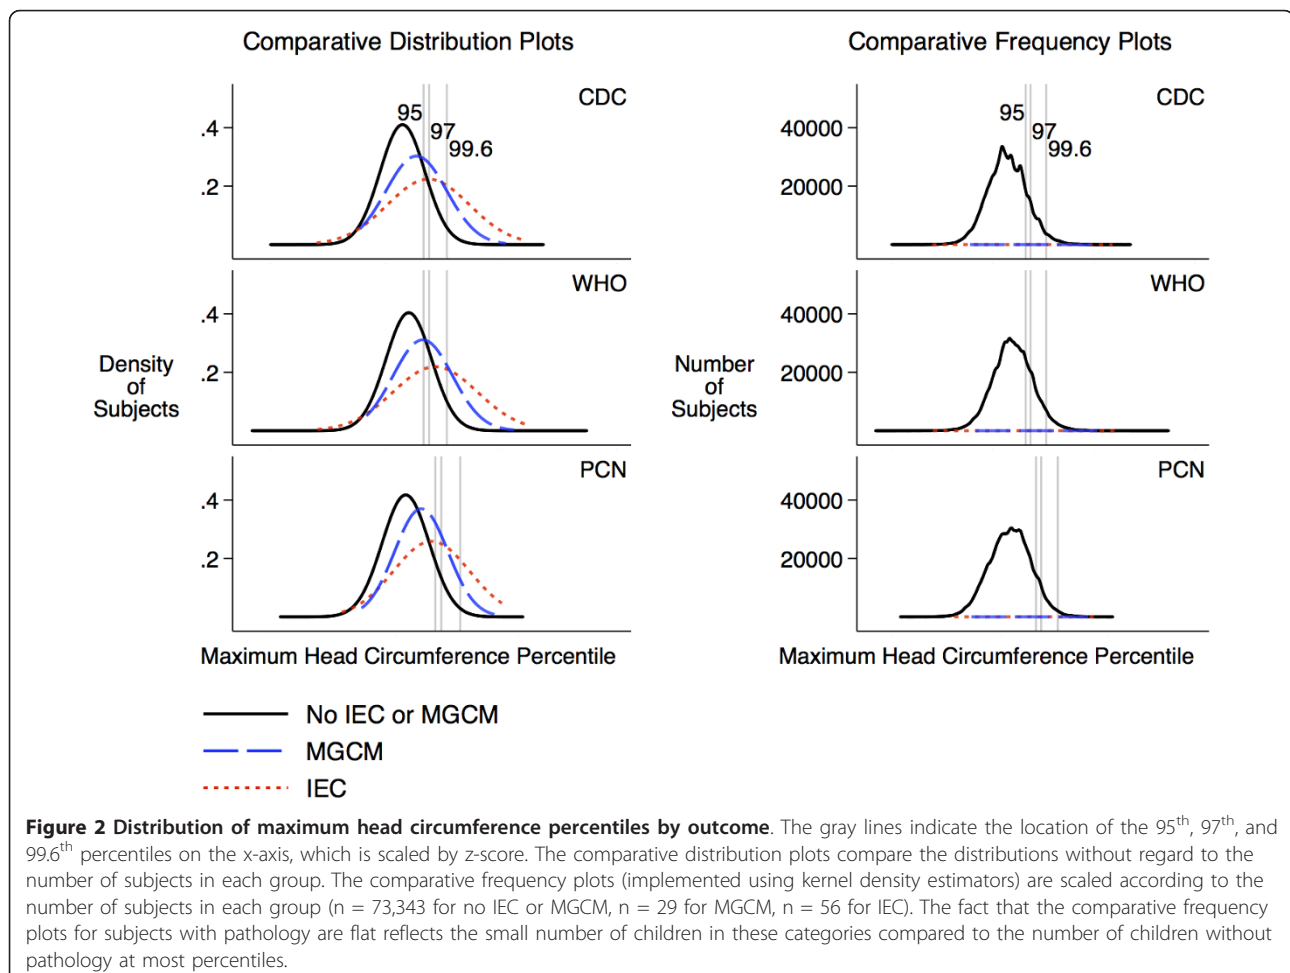 Comparative Distribution Plots
CDC
.4
.2
95
97
99.6
WHO
.4
.2
Density
of
Subjects
PCN
.4
.2
Maximum Head Circumference Percentile
Comparative Frequency Plots
CDC
40000
20000
0
95
97
99.6
WHO
40000
20000
0
Number
of
Subjects
PCN
40000
20000
0
Maximum Head Circumference Percentile
No IEC or MGCM
MGCM
IEC
Figure 2 Distribution of maximum head circumference percentiles by outcome. The gray lines indicate the location of the 95th, 97th, and
99.6th percentiles on the x-axis, which is scaled by z-score. The comparative distribution plots compare the distributions without regard to the
number of subjects in each group. The comparative frequency plots (implemented using kernel density estimators) are scaled according to the
number of subjects in each group (n = 73,343 for no IEC or MGCM, n = 29 for MGCM, n = 56 for IEC). The fact that the comparative frequency
plots for subjects with pathology are flat reflects the small number of children in these categories compared to the number of children without
pathology at most percentiles.